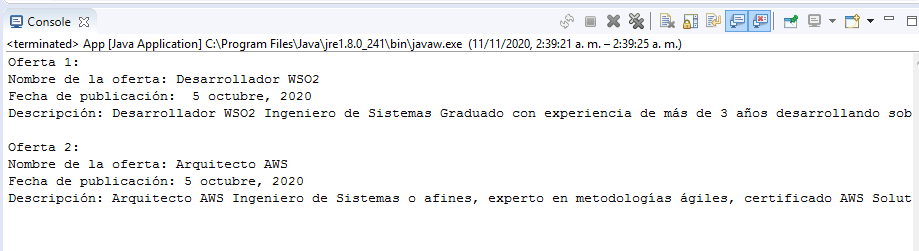 Console
<terminated> App [Java Application] C:\Program Files\Java\jre1.8.0_241\bin\javaw.exe (11/11/2020, 2:39:21 a. m. – 2:39:25 a. m.)
Oferta 1:
Nombre de la oferta: Desarrollador WSO2
Fecha de publicación:  5 octubre, 2020
Descripción: Desarrollador WSO2 Ingeniero de Sistemas Graduado con experiencia de más de 3 años desarrollando sob
Oferta 2:
Nombre de la oferta: Arquitecto AWS
Fecha de publicación: 5 octubre, 2020
Descripción: Arquitecto AWS Ingeniero de Sistemas o afines, experto en metodologías ágiles, certificado AWS Solut